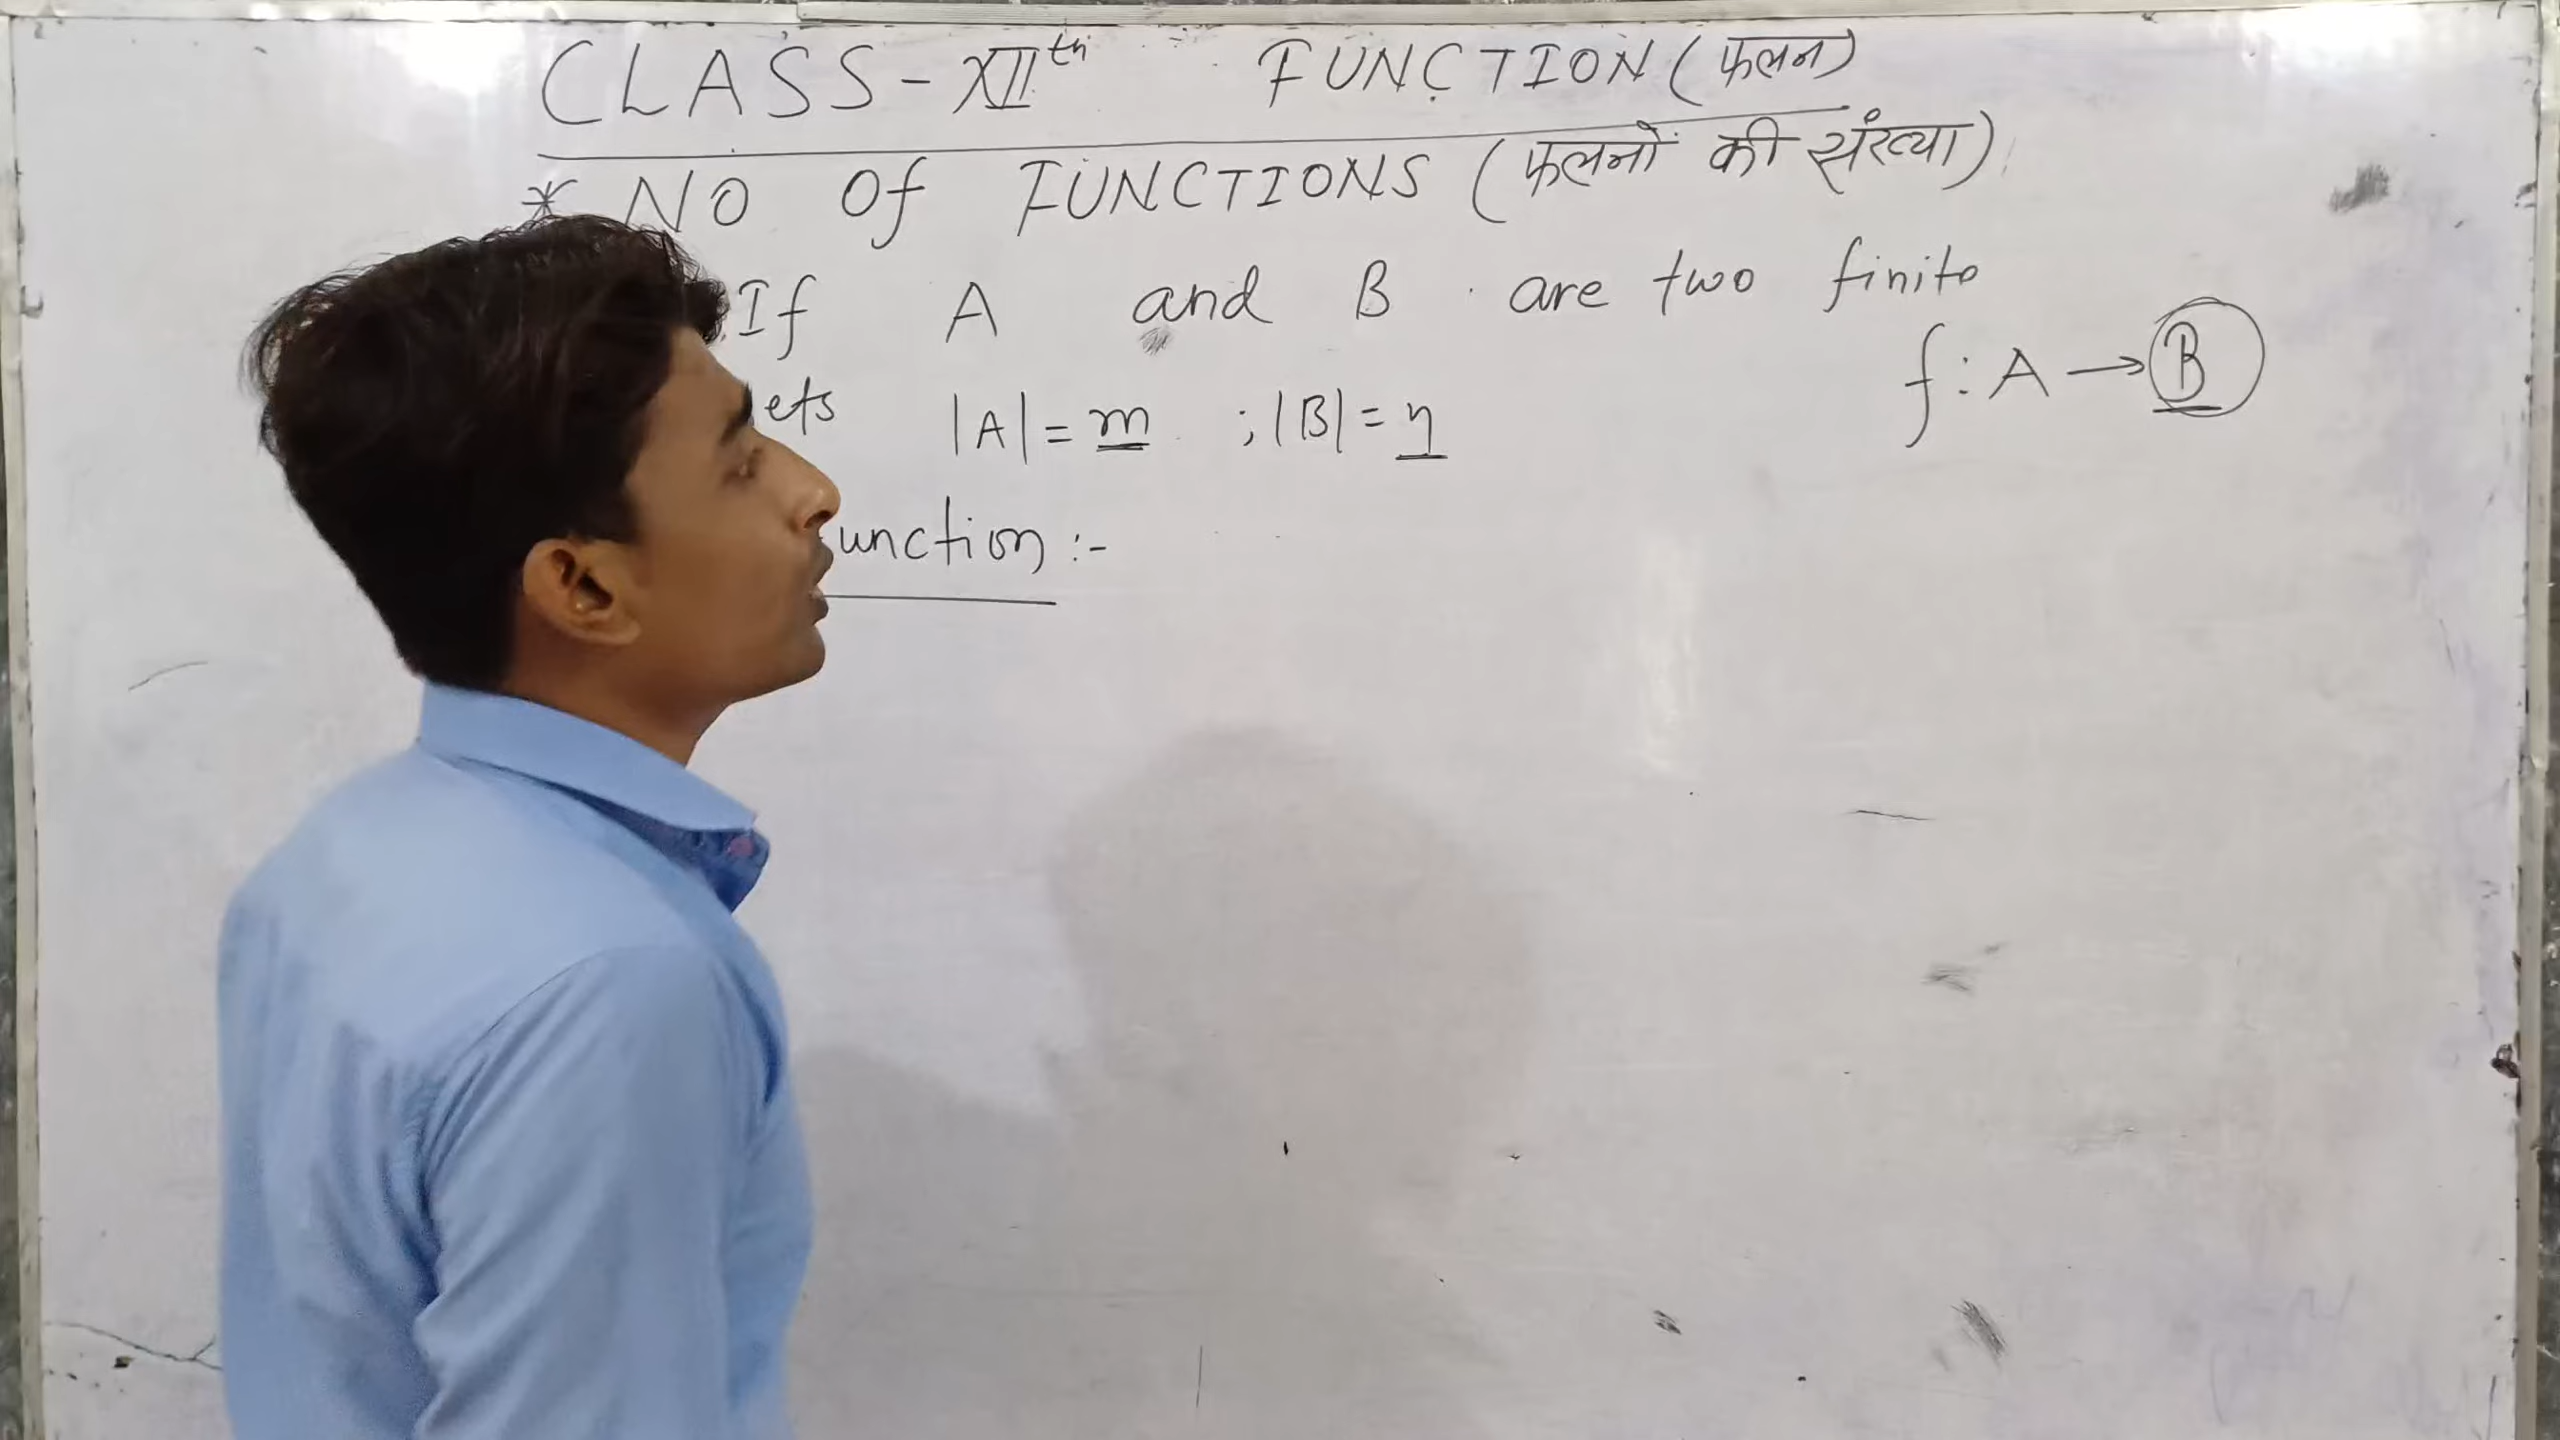 CLASS-XIIth FUNCTION (फलन)
* NO Of FUNCTIONS (फलनों की संख्या)
If A and B are two finite
ets |A| = m ; |B| = n
f : A → B
unction :-